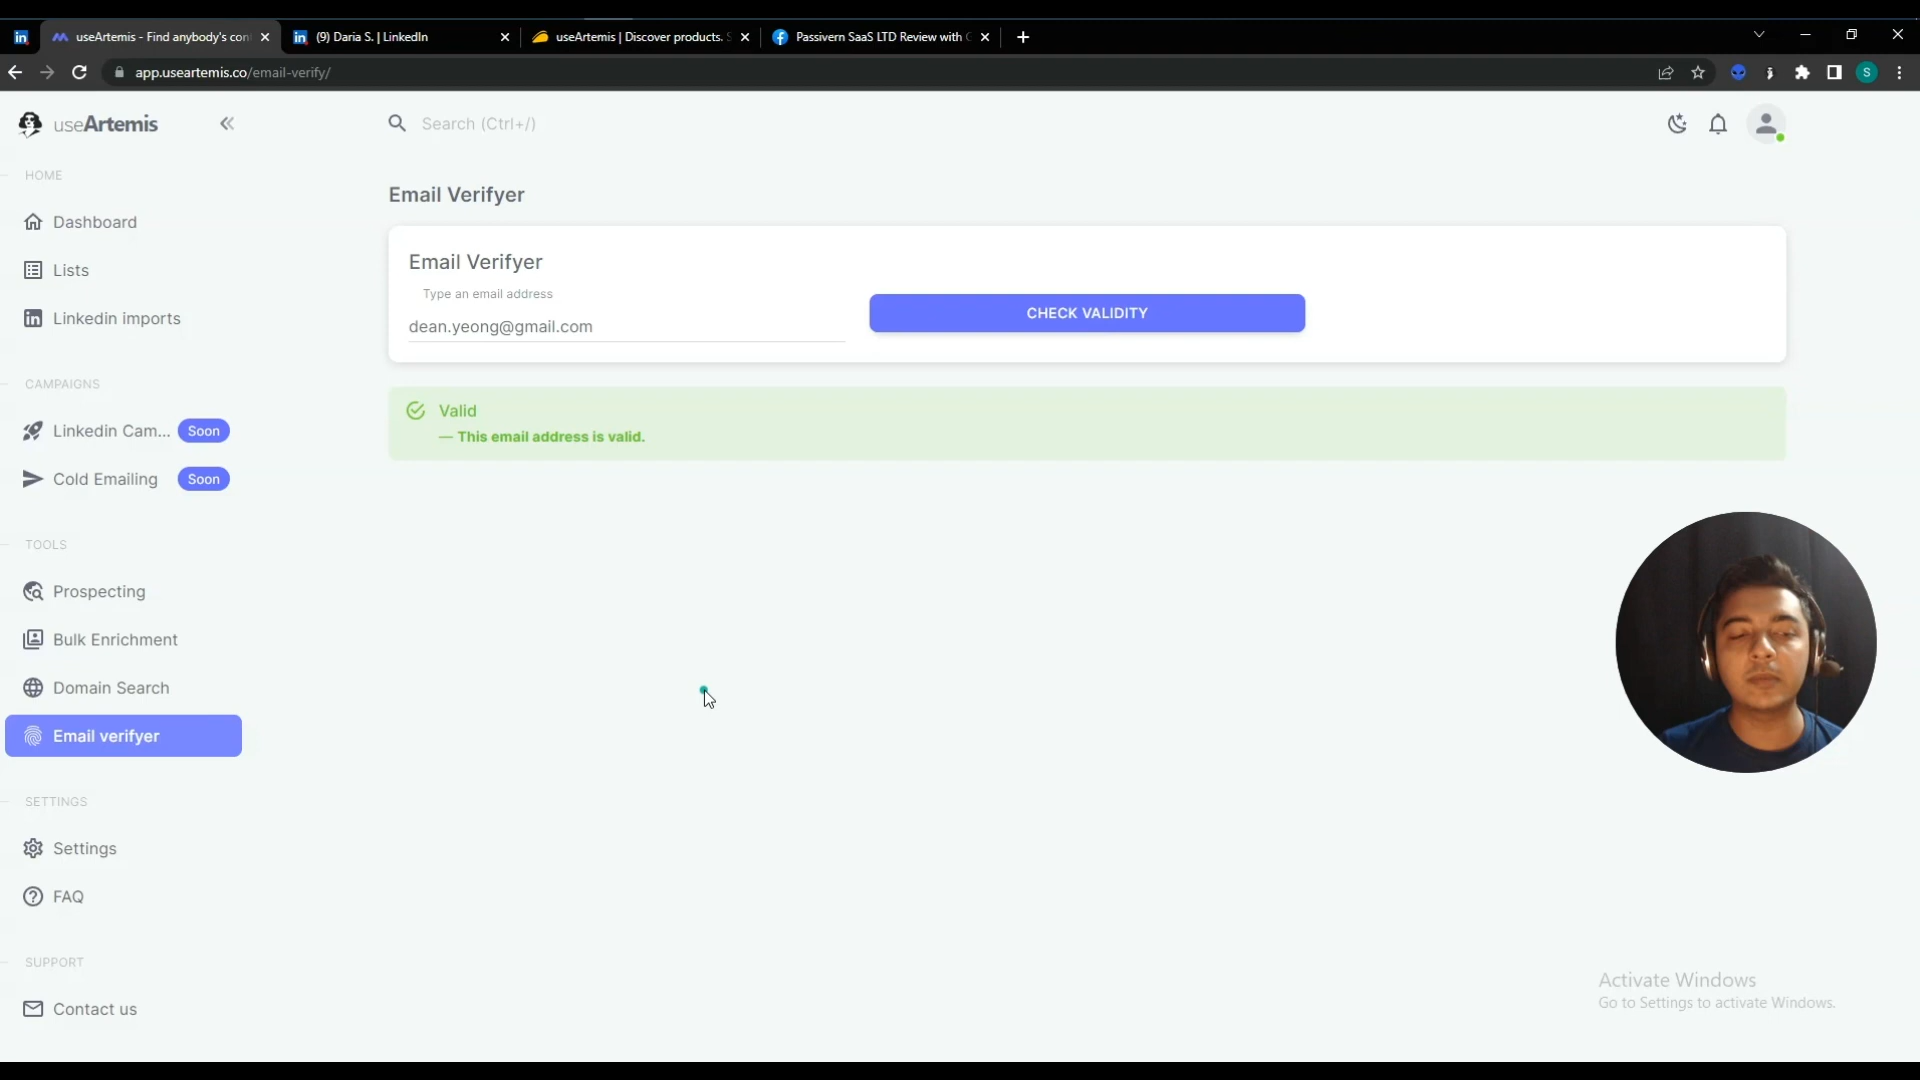 useArtemis - Find anybody's con
(9) Daria S. | LinkedIn
useArtemis | Discover products.
Passivern SaaS LTD Review with
app.useartemis.co/email-verify/
S
useArtemis
Search (Ctrl+/)
HOME
Dashboard
Lists
Linkedin imports
CAMPAIGNS
Linkedin Cam... Soon
Cold Emailing Soon
TOOLS
Prospecting
Bulk Enrichment
Domain Search
Email verifyer
SETTINGS
Settings
FAQ
SUPPORT
Contact us
Email Verifyer
Email Verifyer
Type an email address
dean.yeong@gmail.com
CHECK VALIDITY
Valid
— This email address is valid.
Activate Windows
Go to Settings to activate Windows.